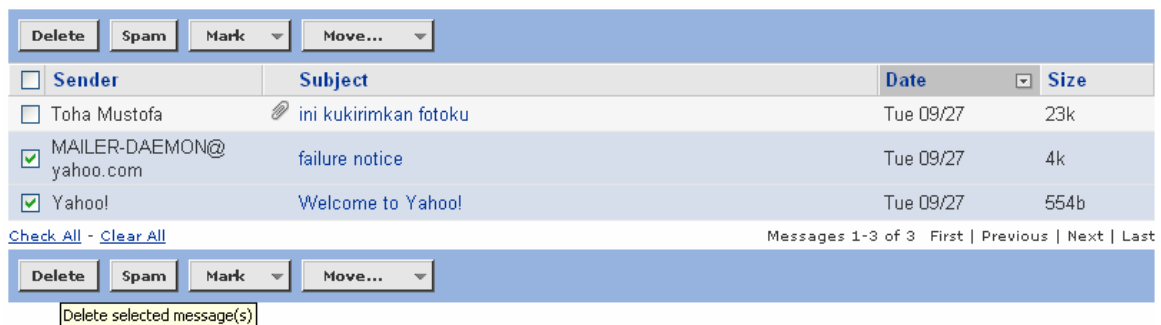 Delete Spam Mark Move...
Sender Subject Date Size
Toha Mustofa ini kukirimkan fotoku Tue 09/27 23k
MAILER-DAEMON@
yahoo.com failure notice Tue 09/27 4k
Yahoo! Welcome to Yahoo! Tue 09/27 554b
Check All - Clear All Messages 1-3 of 3 First | Previous | Next | Last
Delete Spam Mark Move...
Delete selected message(s)